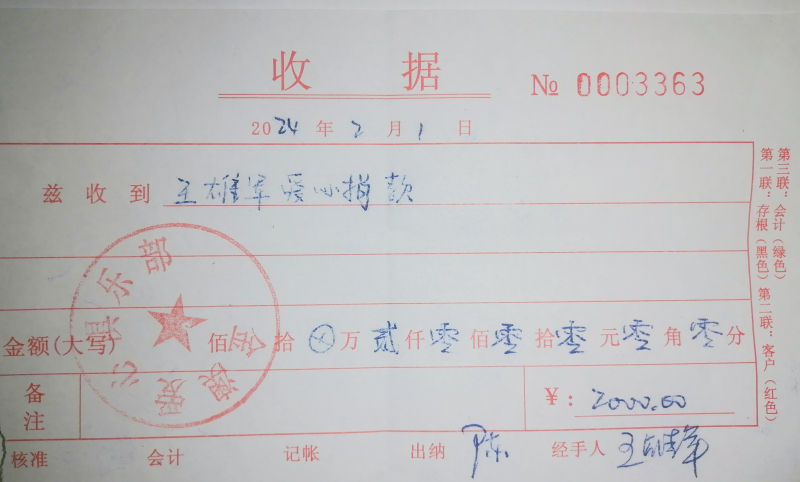 收 据
№ 0003363
2024 年 2 月 1 日
兹 收 到 王雄军爱心捐款
金额(大写) 佰 拾 ⊗ 万 贰 仟 零 佰 零 拾 零 元 零 角 零 分
备注
¥: 2000.00
核准 会计 记帐 出纳 陈 经手人
第一联：存根（黑色） 第二联：客户（红色）
第三联：会计（绿色）
俱乐部